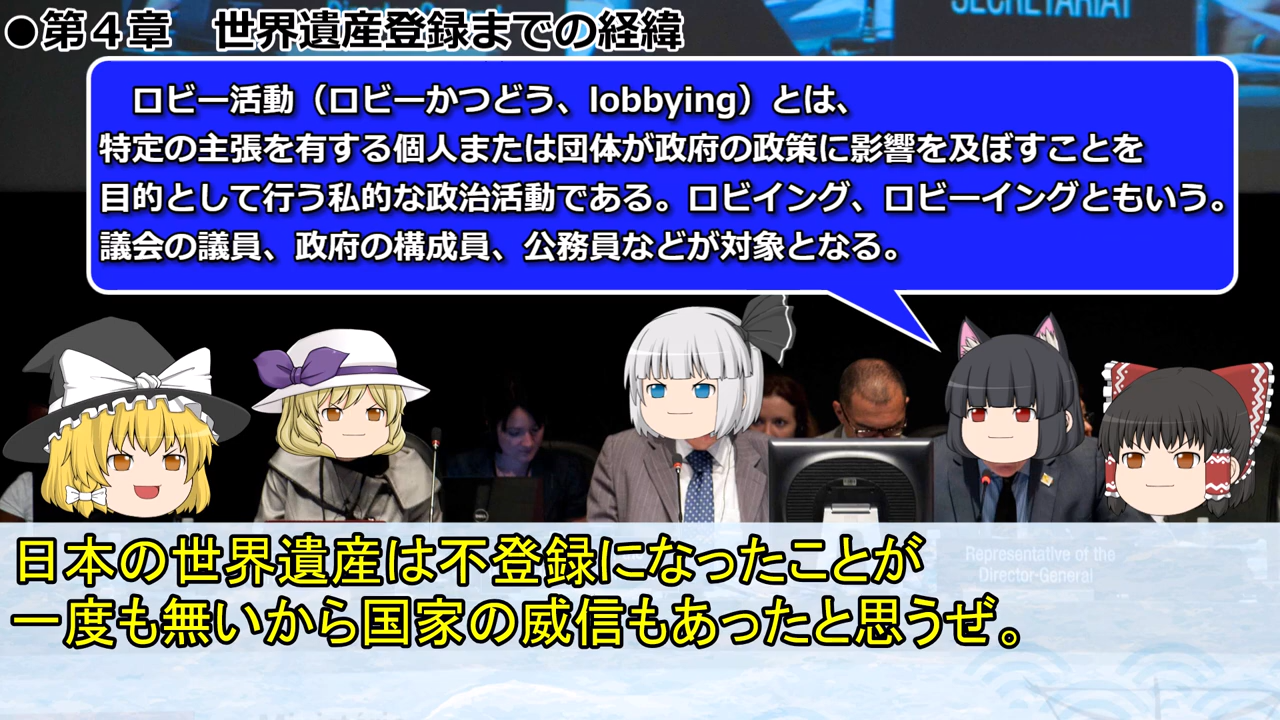 SECRETARIAT
●第４章　世界遺産登録までの経緯
ロビー活動（ロビーかつどう、lobbying）とは、
特定の主張を有する個人または団体が政府の政策に影響を及ぼすことを
目的として行う私的な政治活動である。ロビイング、ロビーイングともいう。
議会の議員、政府の構成員、公務員などが対象となる。
Representative of the
Director-General
日本の世界遺産は不登録になったことが
一度も無いから国家の威信もあったと思うぜ。